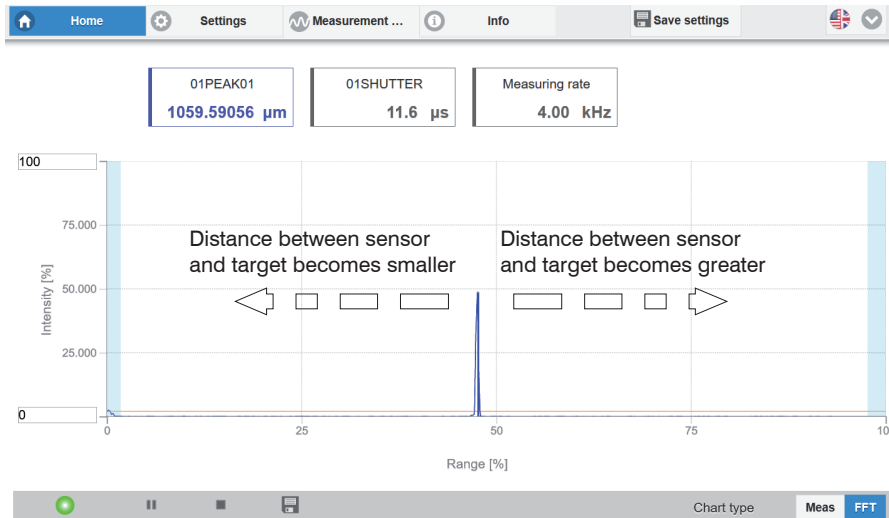 Home
Settings
Measurement ...
Info
Save settings
01PEAK01
1059.59056 µm
01SHUTTER
11.6 µs
Measuring rate
4.00 kHz
100
75.000
50.000
25.000
0
Intensity [%]
Distance between sensor
and target becomes smaller
Distance between sensor
and target becomes greater
0
25
50
75
10
Range [%]
Chart type
Meas
FFT